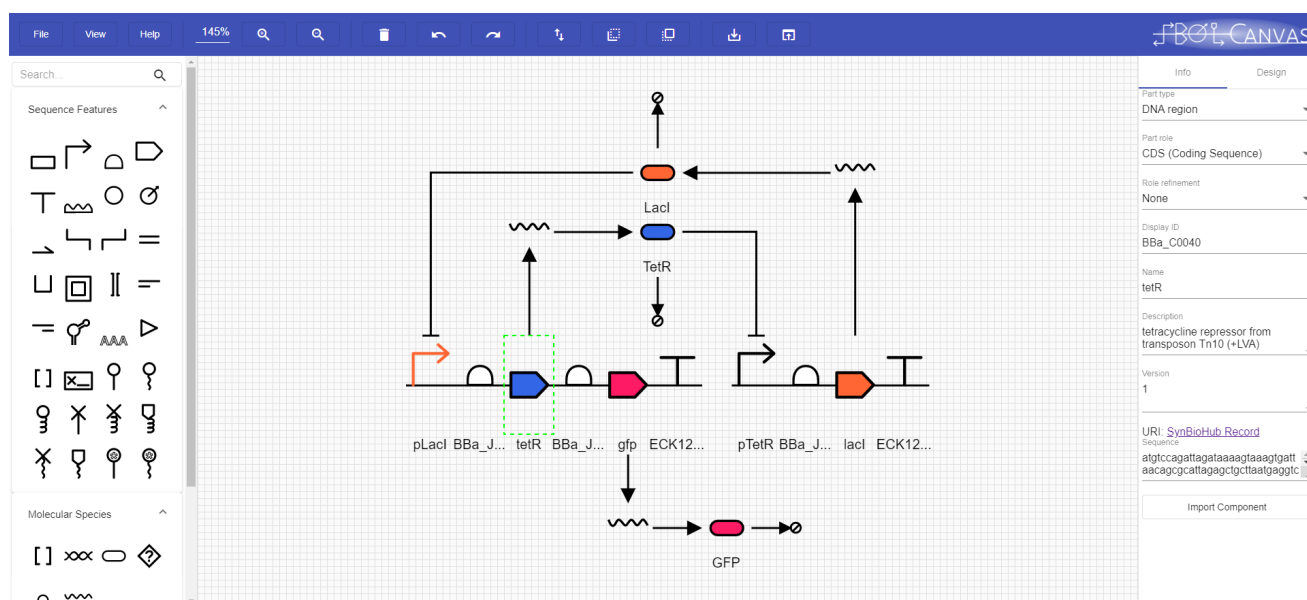 File View Help 145% SBOL CANVAS
Search...
Sequence Features
AAA
Molecular Species
LacI
TetR
pLacI BBa_J... tetR BBa_J... gfp ECK12... pTetR BBa_J... lacI ECK12...
GFP
Info Design
Part type
DNA region
Part role
CDS (Coding Sequence)
Role refinement
None
Display ID
BBa_C0040
Name
tetR
Description
tetracycline repressor from
transposon Tn10 (+LVA)
Version
1
URI: SynBioHub Record
Sequence
atgtccagattagataaaagtaaagtgatt
aacagcgcattagagctgcttaatgaggtc
Import Component